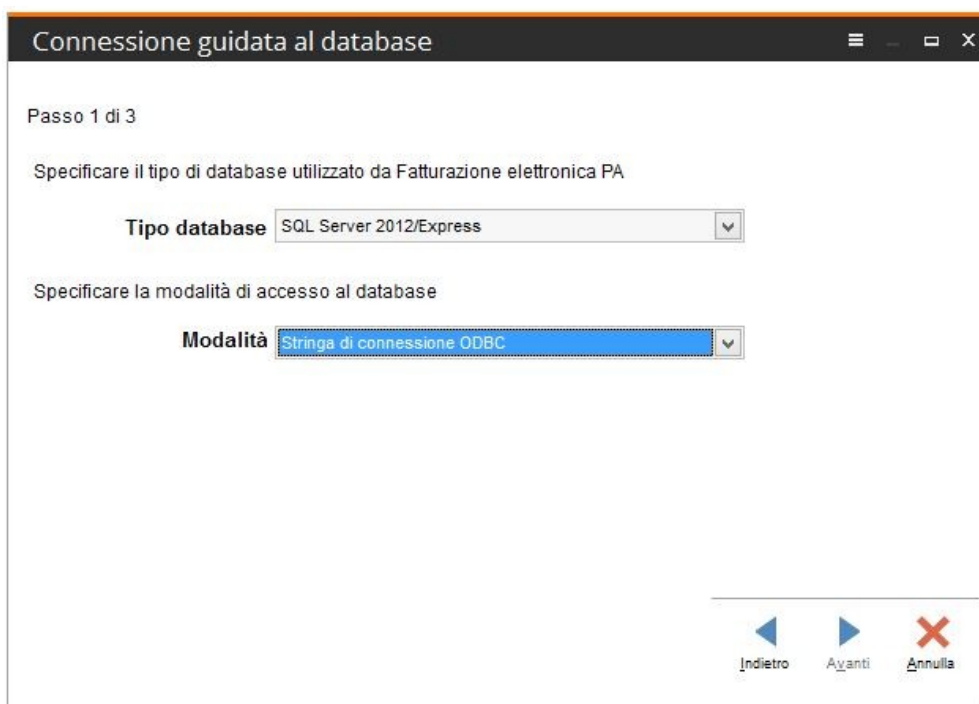 Connessione guidata al database
Passo 1 di 3
Specificare il tipo di database utilizzato da Fatturazione elettronica PA
Tipo database SQL Server 2012/Express
Specificare la modalità di accesso al database
Modalità Stringa di connessione ODBC
Indietro Avanti Annulla